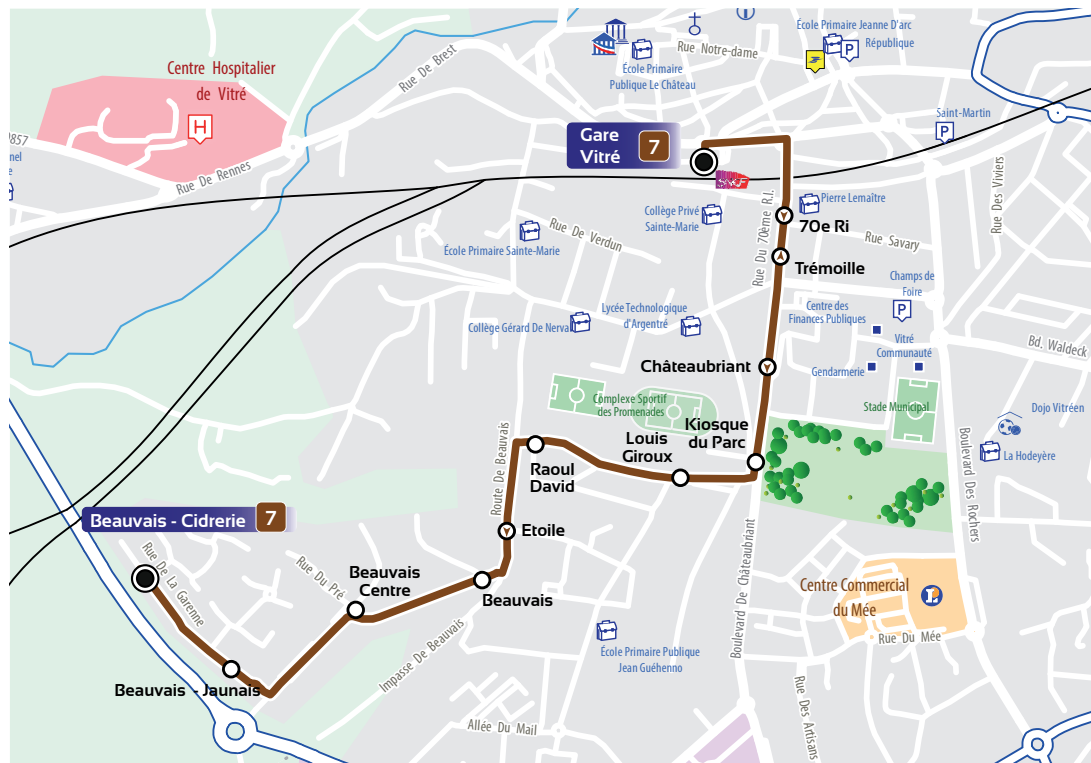 École Primaire Jeanne D'arc
République
P
Rue Notre-dame
École Primaire
Publique Le Château
Rue De Brest
Centre Hospitalier
de Vitré
H
Saint-Martin
P
Gare
Vitré
7
Rue De Rennes
Rue Des Viviers
Pierre Lemaître
Collège Privé
Sainte-Marie
70e Ri
Rue Du 70ème R.I.
Rue Savary
Rue De Verdun
École Primaire Sainte-Marie
Trémoille
Champs de
Foire
P
Lycée Technologique
d'Argentré
Centre des
Finances Publiques
Collège Gérard De Nerval
Vitré
Communauté
Bd. Waldeck
Châteaubriant
Gendarmerie
Complexe Sportif
des Promenades
Stade Municipal
Dojo Vitréen
Kiosque
du Parc
Louis
Giroux
La Hodeyère
Raoul
David
Route De Beauvais
Boulevard Des Rochers
Beauvais - Cidrerie
7
Etoile
Boulevard De Châteaubriant
Rue De La Garenne
Rue Du Pré
Beauvais
Centre
Beauvais
Centre Commercial
du Mée
L
Rue Du Mée
Impasse De Beauvais
École Primaire Publique
Jean Guéhenno
Beauvais - Jaunais
Rue Des Artisans
Allée Du Mail